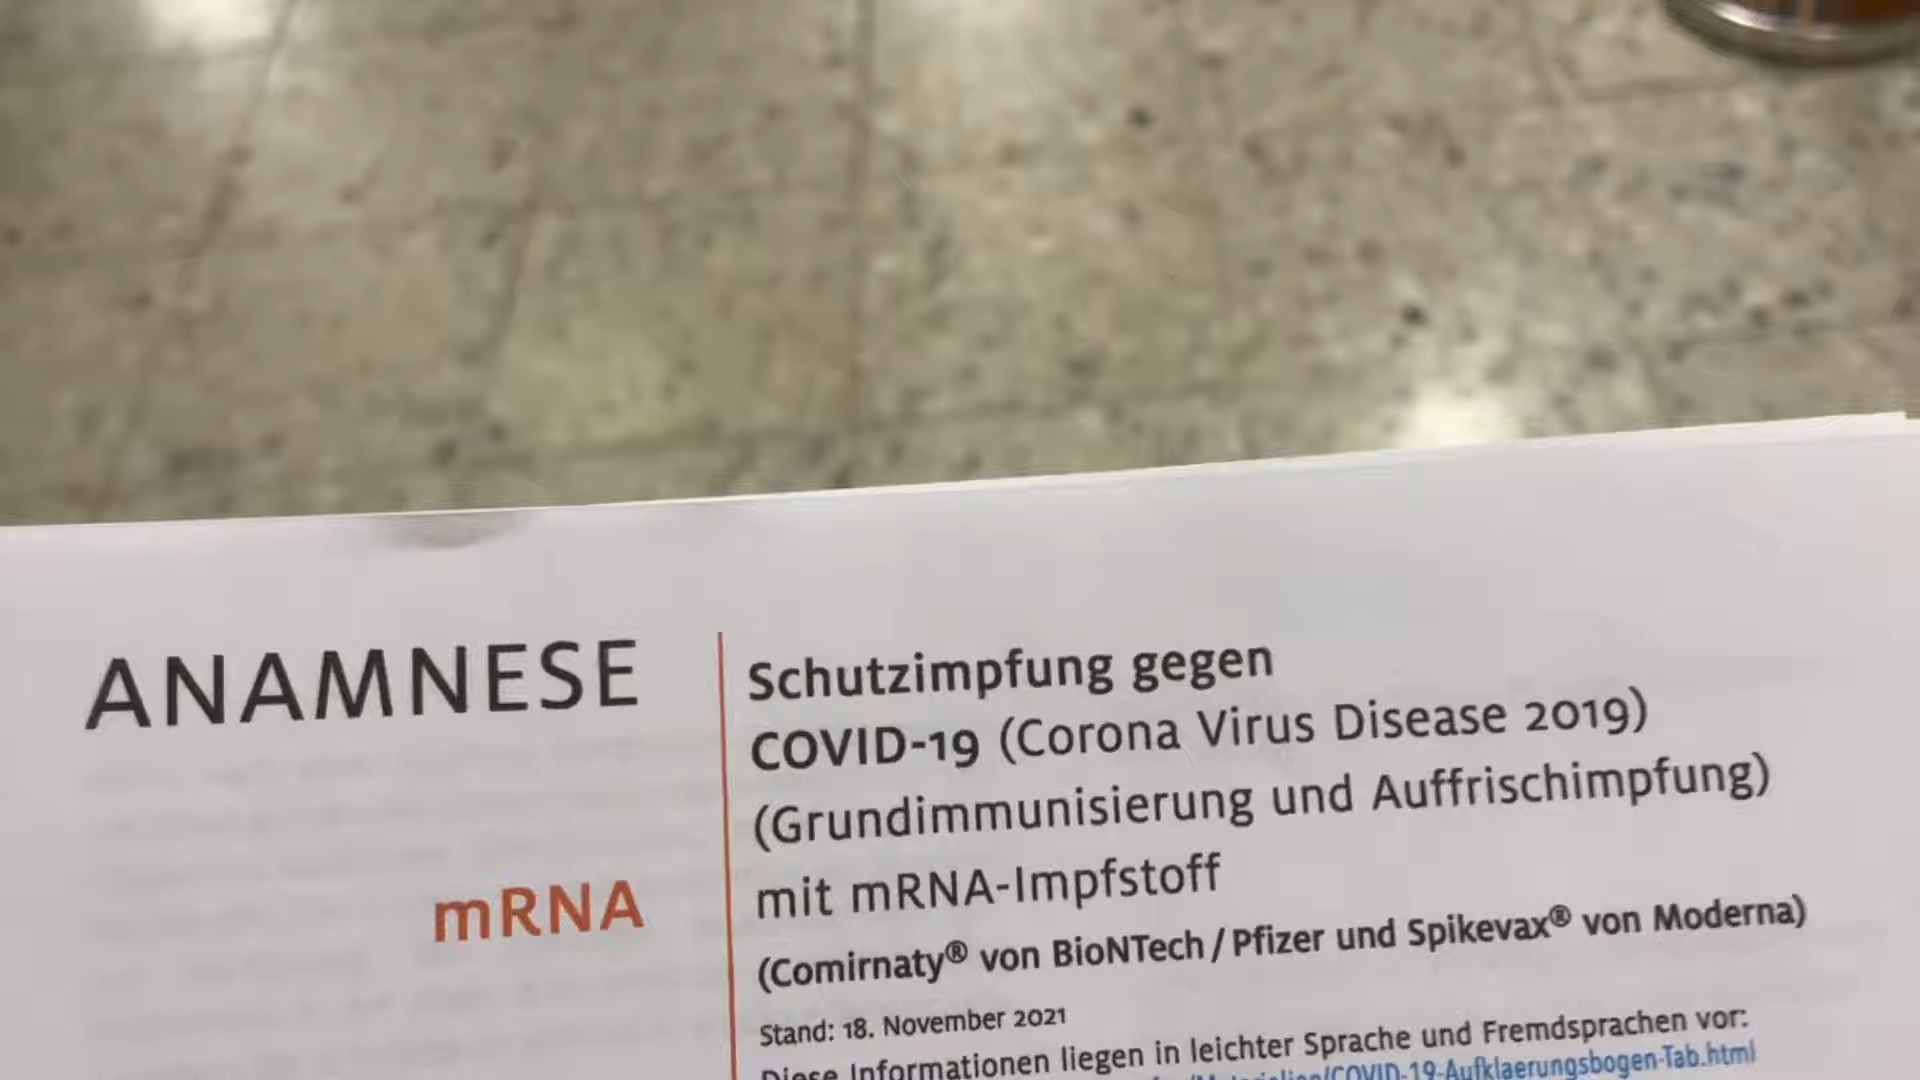 ANAMNESE
mRNA
Schutzimpfung gegen
COVID-19 (Corona Virus Disease 2019)
(Grundimmunisierung und Auffrischimpfung)
mit mRNA-Impfstoff
(Comirnaty® von BioNTech / Pfizer und Spikevax® von Moderna)
Stand: 18. November 2021
Diese Informationen liegen in leichter Sprache und Fremdsprachen vor:
/Materialien/COVID-19-Aufklaerungsbogen-Tab.html